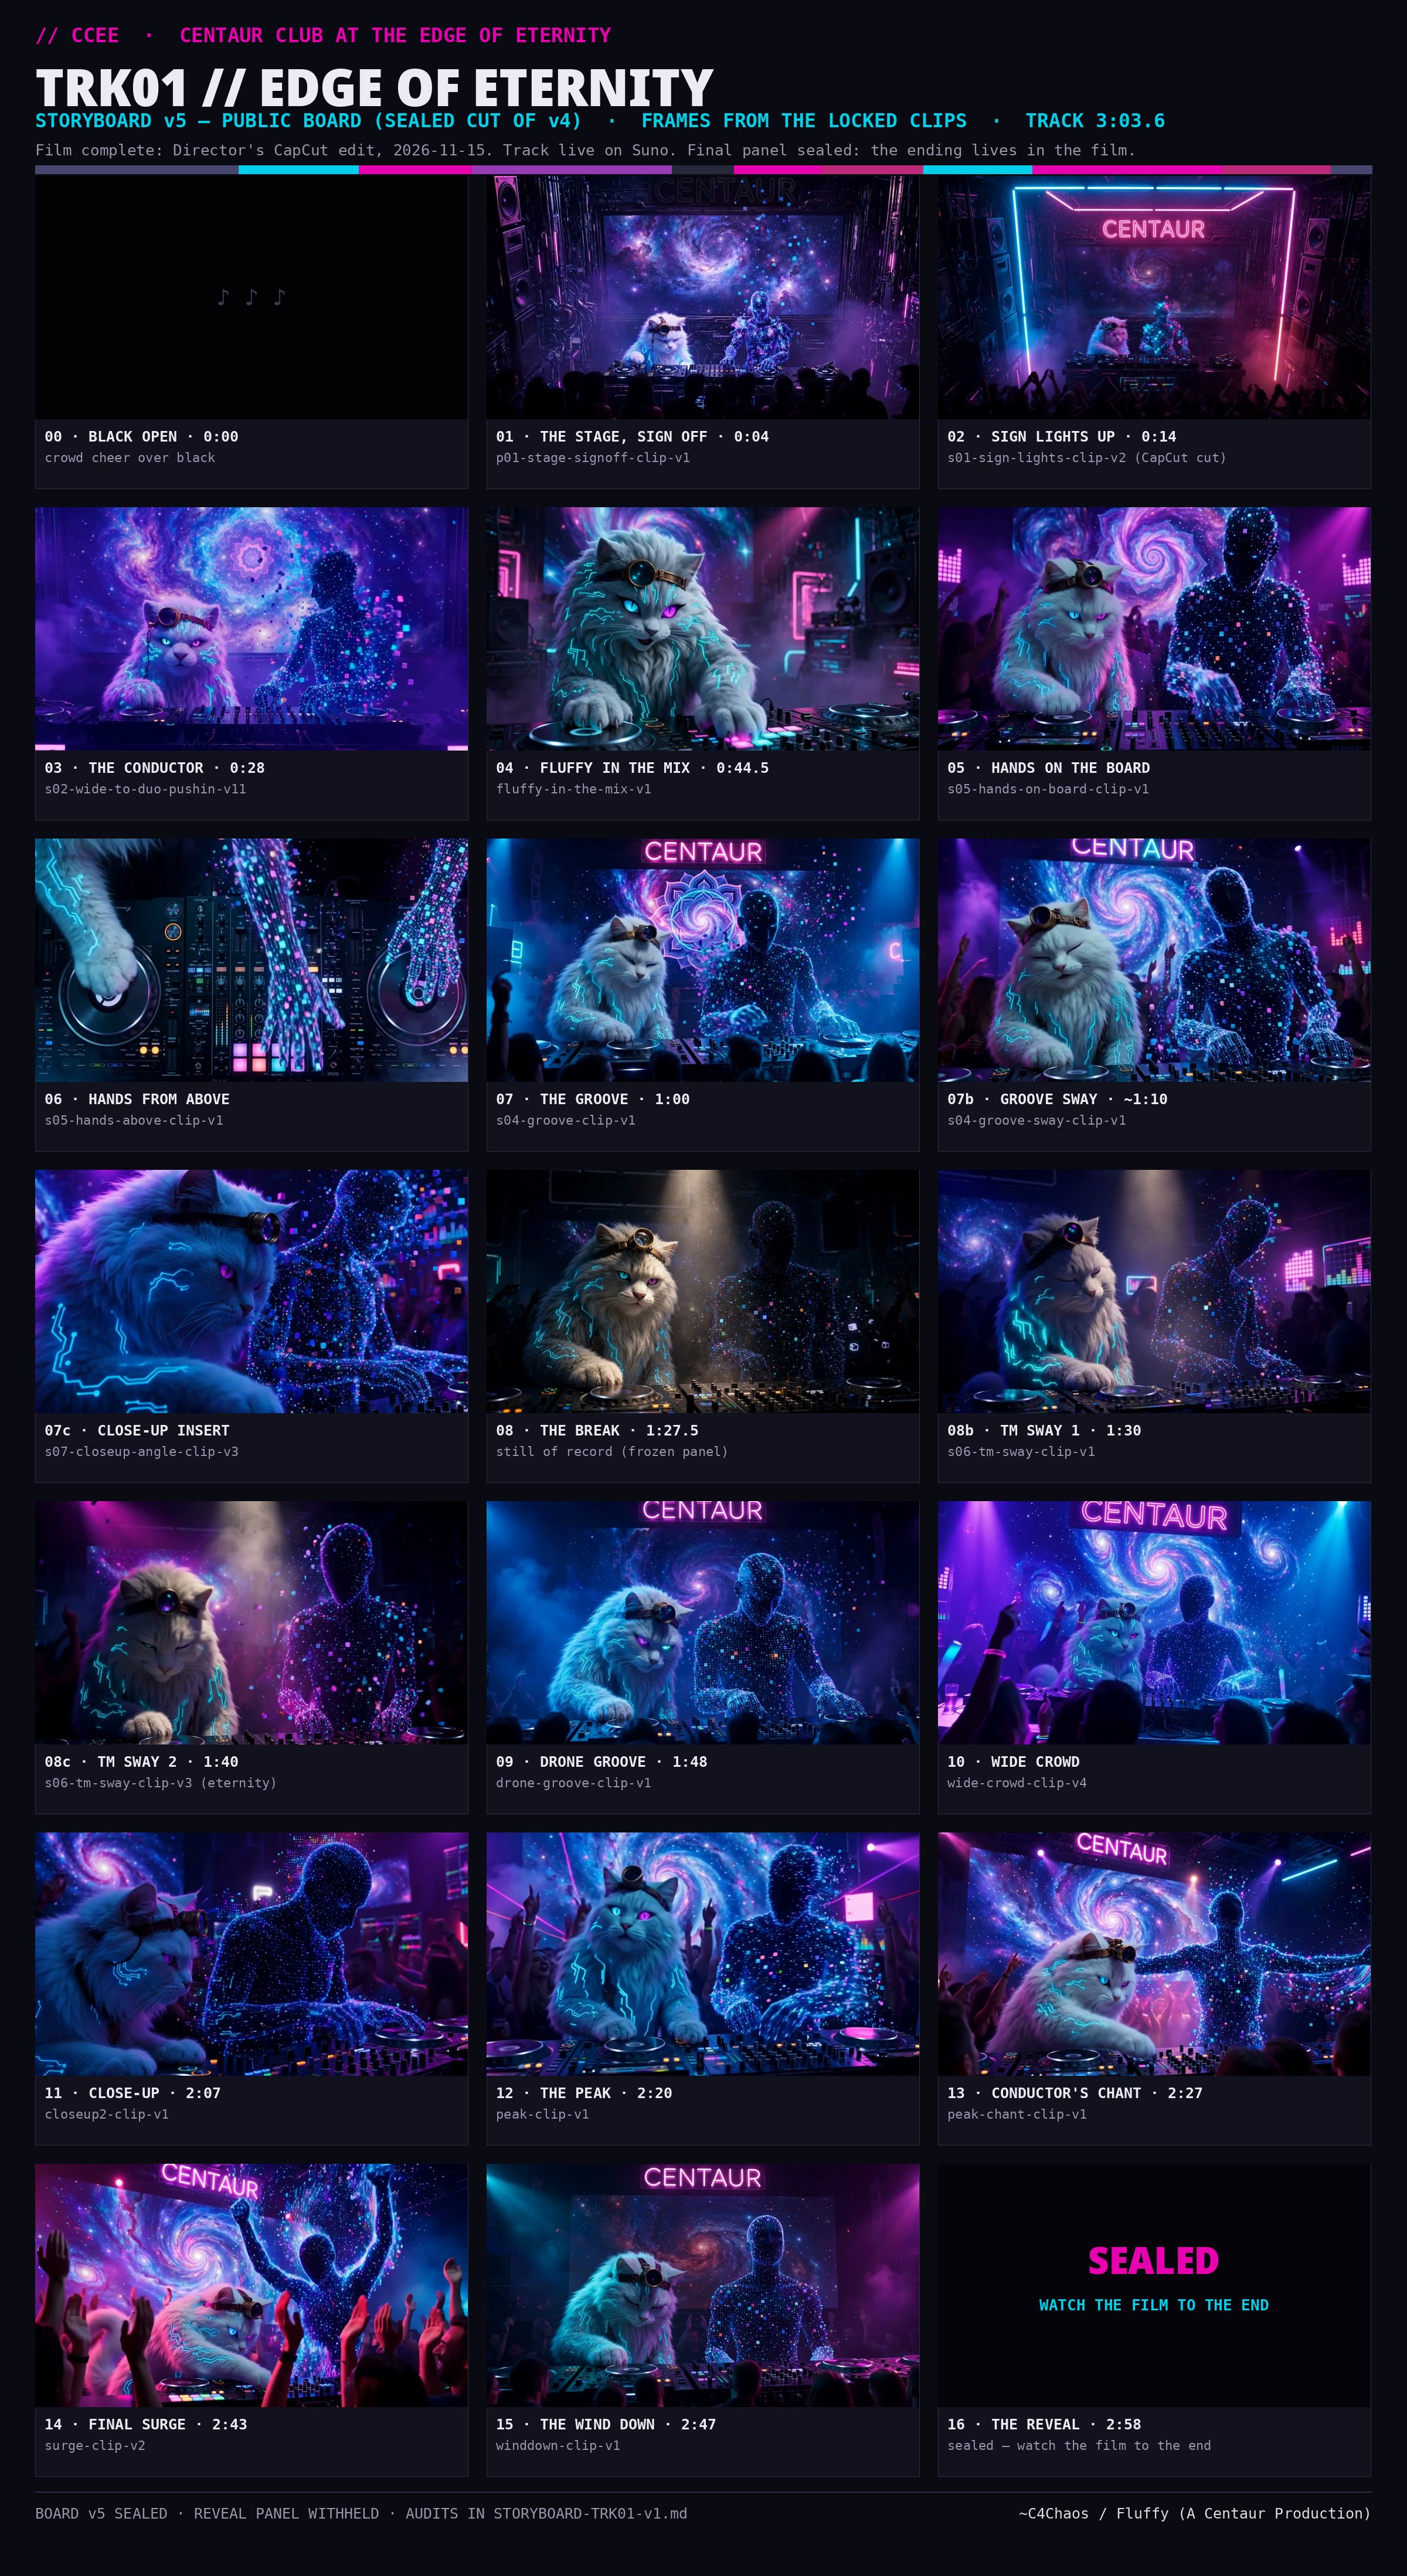 // CCEE · CENTAUR CLUB AT THE EDGE OF ETERNITY
TRK01 // EDGE OF ETERNITY
STORYBOARD v5 — PUBLIC BOARD (SEALED CUT OF v4) · FRAMES FROM THE LOCKED CLIPS · TRACK 3:03.6
Film complete: Director's CapCut edit, 2026-11-15. Track live on Suno. Final panel sealed: the ending lives in the film.
CENTAUR
CENTAUR
00 · BLACK OPEN · 0:00
crowd cheer over black
01 · THE STAGE, SIGN OFF · 0:04
p01-stage-signoff-clip-v1
02 · SIGN LIGHTS UP · 0:14
s01-sign-lights-clip-v2 (CapCut cut)
03 · THE CONDUCTOR · 0:28
s02-wide-to-duo-pushin-v11
04 · FLUFFY IN THE MIX · 0:44.5
fluffy-in-the-mix-v1
05 · HANDS ON THE BOARD
s05-hands-on-board-clip-v1
CENTAUR
CENTAUR
06 · HANDS FROM ABOVE
s05-hands-above-clip-v1
07 · THE GROOVE · 1:00
s04-groove-clip-v1
07b · GROOVE SWAY · ~1:10
s04-groove-sway-clip-v1
07c · CLOSE-UP INSERT
s07-closeup-angle-clip-v3
08 · THE BREAK · 1:27.5
still of record (frozen panel)
08b · TM SWAY 1 · 1:30
s06-tm-sway-clip-v1
CENTAUR
CENTAUR
08c · TM SWAY 2 · 1:40
s06-tm-sway-clip-v3 (eternity)
09 · DRONE GROOVE · 1:48
drone-groove-clip-v1
10 · WIDE CROWD
wide-crowd-clip-v4
CENTAUR
11 · CLOSE-UP · 2:07
closeup2-clip-v1
12 · THE PEAK · 2:20
peak-clip-v1
13 · CONDUCTOR'S CHANT · 2:27
peak-chant-clip-v1
CENTAUR
CENTAUR
SEALED
WATCH THE FILM TO THE END
14 · FINAL SURGE · 2:43
surge-clip-v2
15 · THE WIND DOWN · 2:47
winddown-clip-v1
16 · THE REVEAL · 2:58
sealed — watch the film to the end
BOARD v5 SEALED · REVEAL PANEL WITHHELD · AUDITS IN STORYBOARD-TRK01-v1.md
~C4Chaos / Fluffy (A Centaur Production)